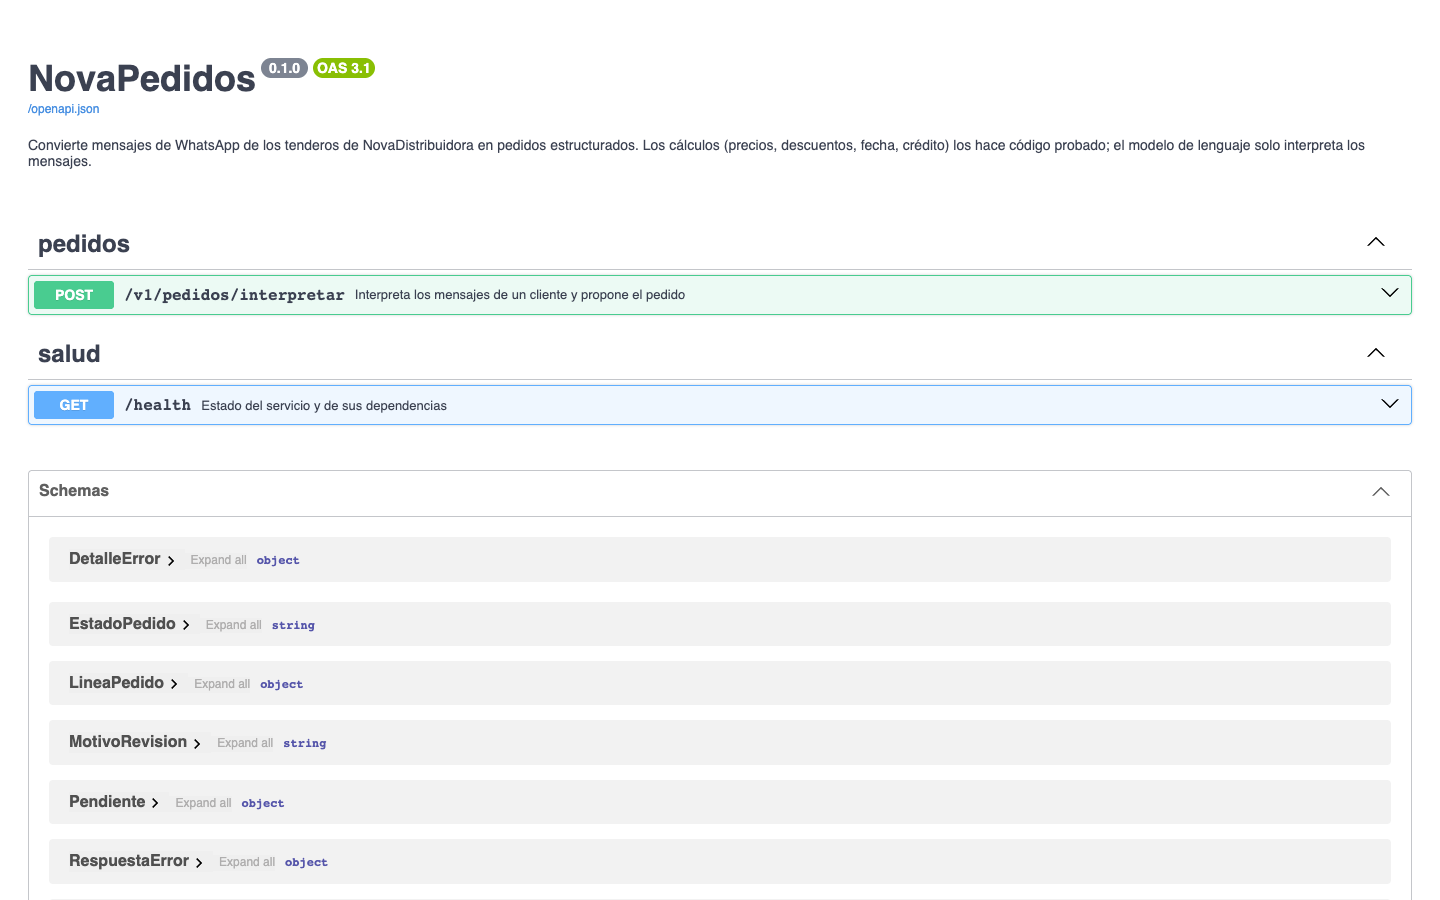 NovaPedidos 0.1.0 OAS 3.1
/openapi.json
Convierte mensajes de WhatsApp de los tenderos de NovaDistribuidora en pedidos estructurados. Los cálculos (precios, descuentos, fecha, crédito) los hace código probado; el modelo de lenguaje solo interpreta los
mensajes.
pedidos
POST /v1/pedidos/interpretar Interpreta los mensajes de un cliente y propone el pedido
salud
GET /health Estado del servicio y de sus dependencias
Schemas
DetalleError Expand all object
EstadoPedido Expand all string
LineaPedido Expand all object
MotivoRevision Expand all string
Pendiente Expand all object
RespuestaError Expand all object